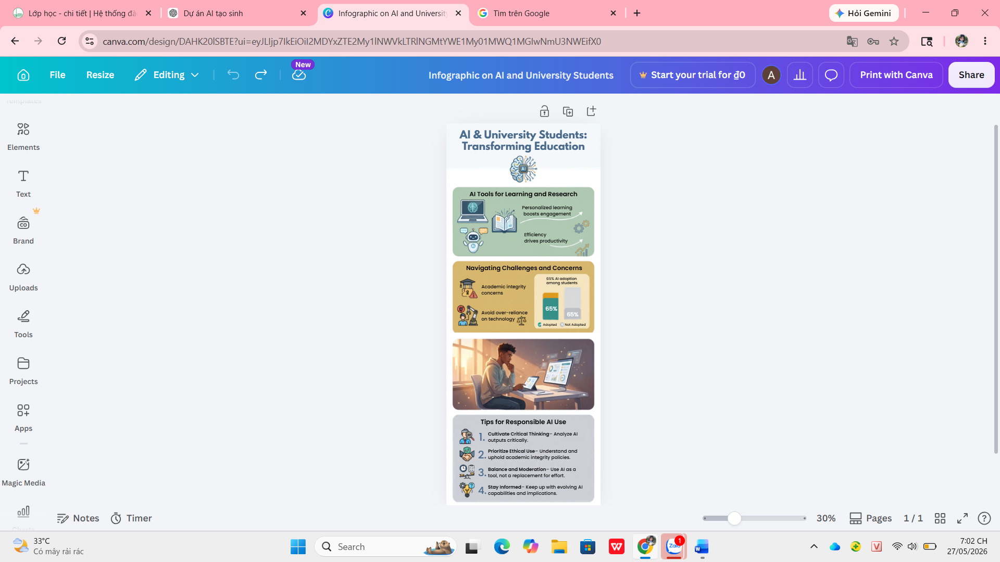 Lớp học - chi tiết | Hệ thống đà
Dự án AI tạo sinh
Infographic on AI and University
Tìm trên Google
Hỏi Gemini
canva.com/design/
File
Resize
Editing
New
Infographic on AI and University Students
Start your trial for ₫0
A
Print with Canva
Share
Templates
Elements
Text
Brand
Uploads
Tools
Projects
Apps
Magic Media
Charts
AI & University Students:
Transforming Education
AI
AI Tools for Learning and Research
Personalized learning
boosts engagement
Efficiency
drives productivity
Navigating Challenges and Concerns
Academic integrity
concerns
Avoid over-reliance
on technology
65% AI adoption
among students
65%
65%
Adopted
Not Adopted
Tips for Responsible AI Use
1. Cultivate Critical Thinking– Analyze AI
outputs critically.
2. Prioritize Ethical Use– Understand and
uphold academic integrity policies.
3. Balance and Moderation– Use AI as a
tool, not a replacement for effort.
4. Stay Informed– Keep up with evolving AI
capabilities and implications.
Notes
Timer
30%
Pages
1 / 1
33°C
Có mây rải rác
Search
Zalo
1
7:02 CH
27/05/2026